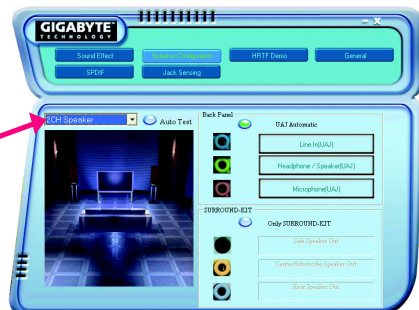 GIGABYTE
TECHNOLOGY
- X
Sound Effect
Speaker Configuration
HRTF Demo
General
SPDIF
Jack Sensing
2CH Speaker
Auto Test
Back Panel
UAJ Automatic
Line In(UAJ)
Headphone / Speaker(UAJ)
Microphone(UAJ)
SURROUND-KIT
Only SURROUND-KIT
Side Speaker Out
Center/Subwoofer Speaker Out
Rear Speaker Out